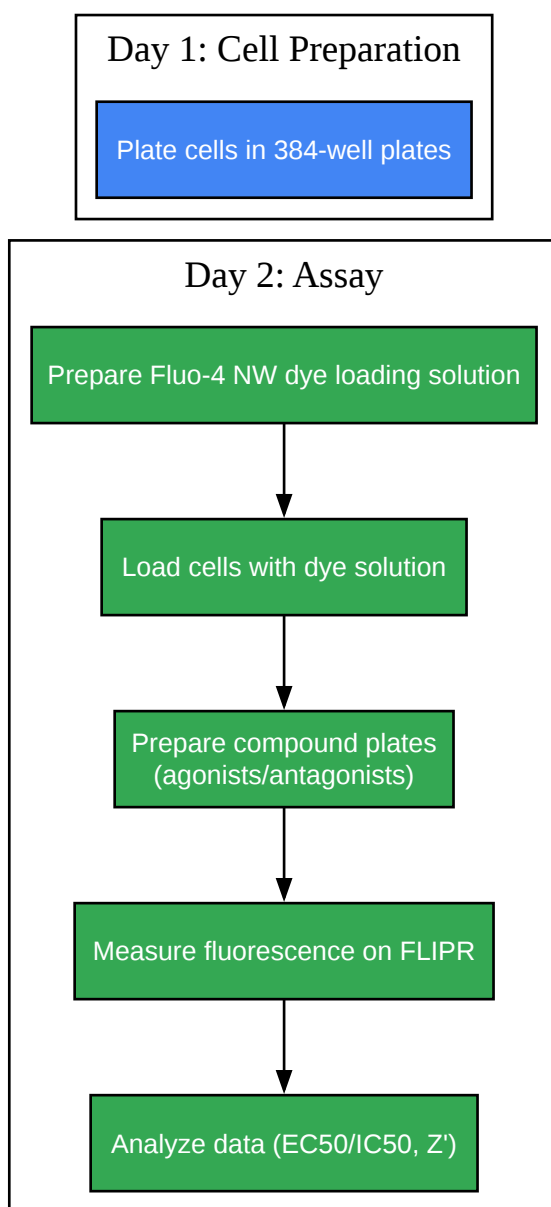 Day 1: Cell Preparation
Plate cells in 384-well plates
Day 2: Assay
Prepare Fluo-4 NW dye loading solution
Load cells with dye solution
Prepare compound plates
(agonists/antagonists)
Measure fluorescence on FLIPR
Analyze data (EC50/IC50, Z')